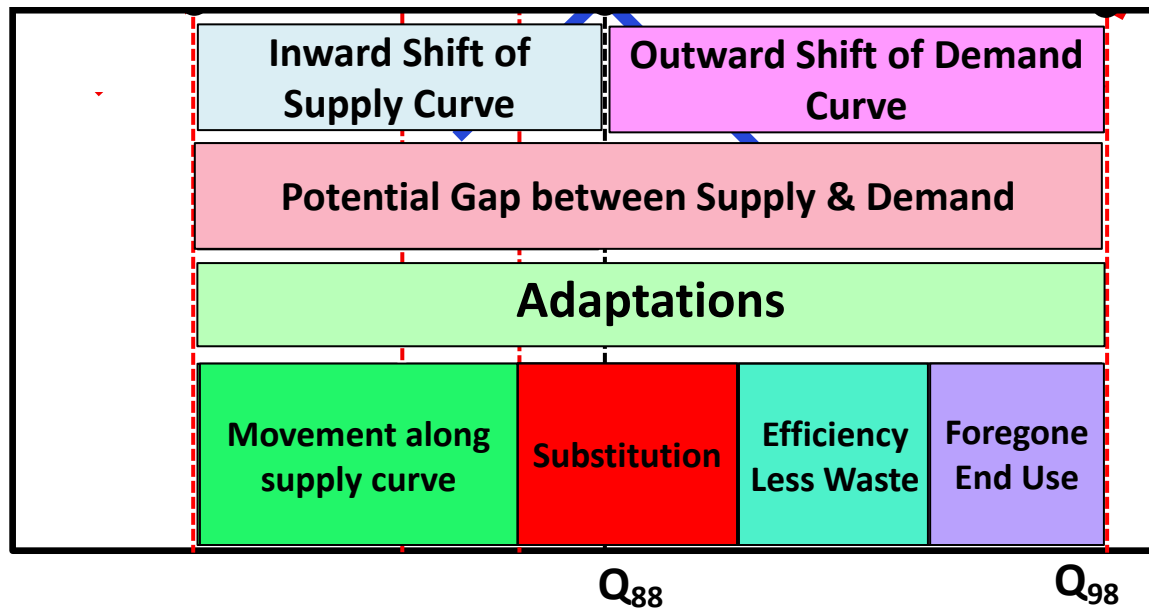 Inward Shift of
Supply Curve
Outward Shift of Demand
Curve
Potential Gap between Supply & Demand
Adaptations
Movement along
supply curve
Substitution
Efficiency
Less Waste
Foregone
End Use
Q88
Q98